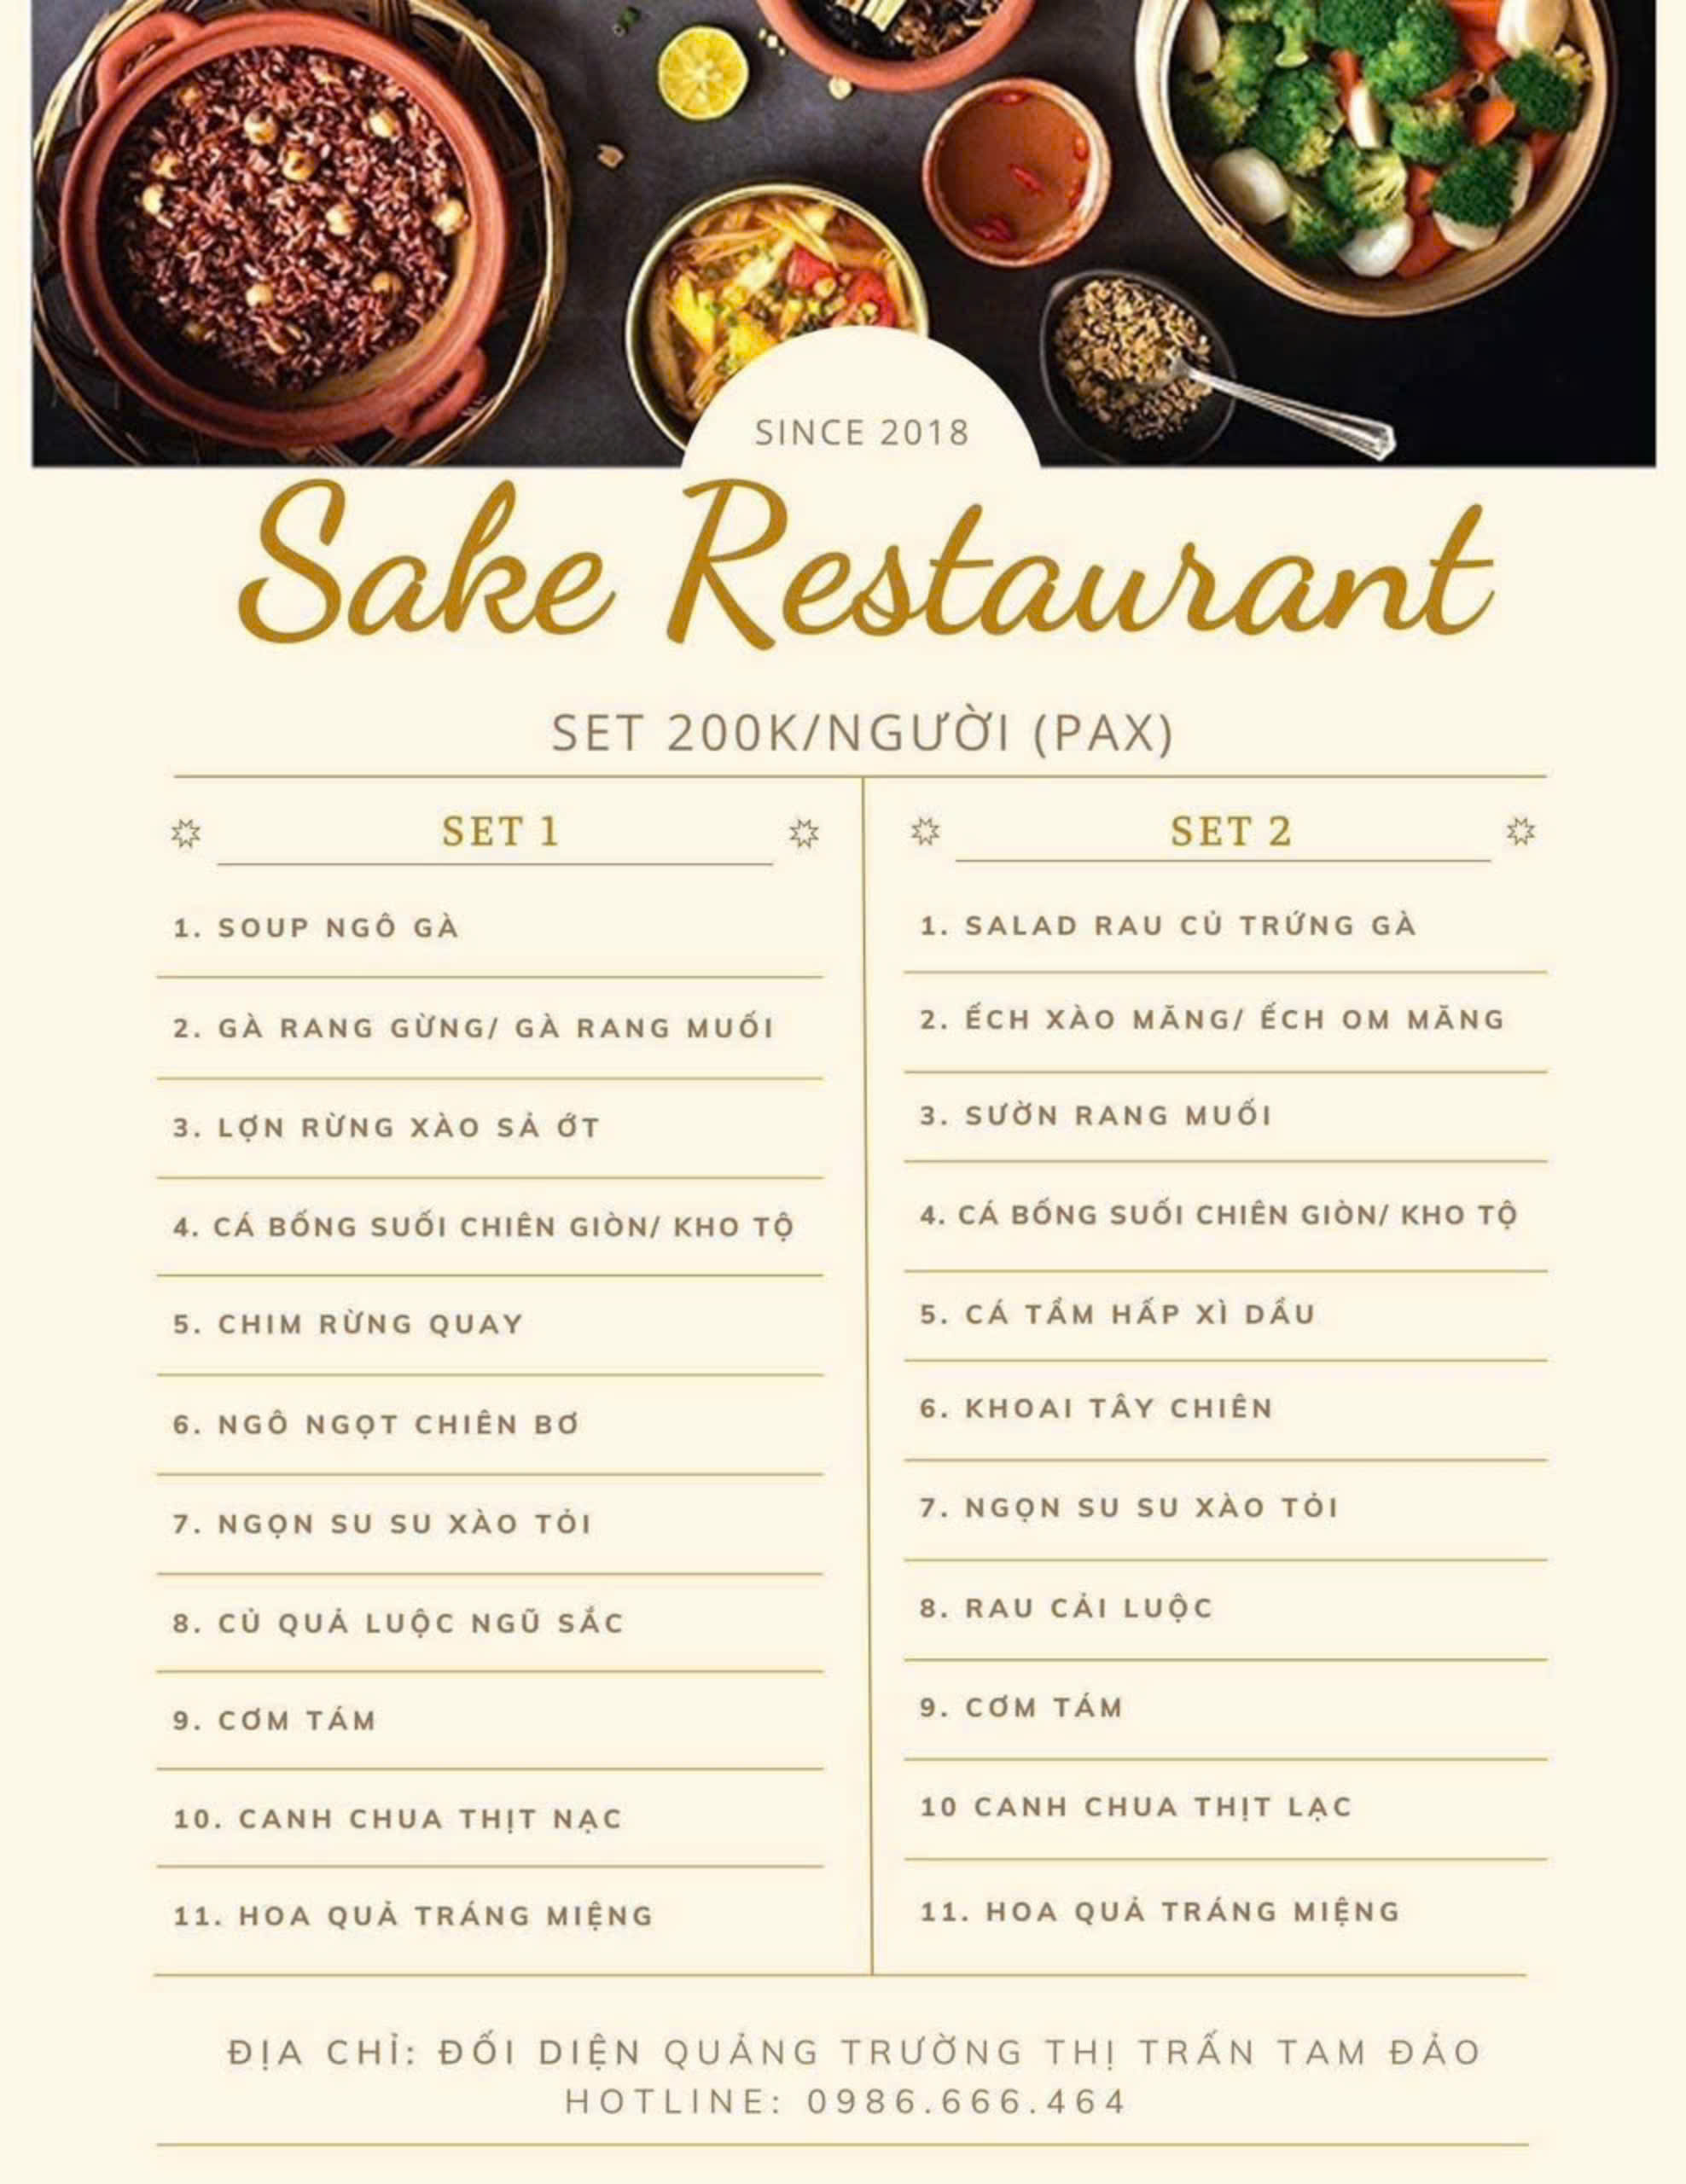 SINCE 2018
Sake Restaurant
SET 200K/NGƯỜI (PAX)
SET 1
1. SOUP NGÔ GÀ
2. GÀ RANG GỪNG/ GÀ RANG MUỐI
3. LỢN RỪNG XÀO SẢ ỚT
4. CÁ BỐNG SUỐI CHIÊN GIÒN/ KHO TỘ
5. CHIM RỪNG QUAY
6. NGÔ NGỌT CHIÊN BƠ
7. NGỌN SU SU XÀO TỎI
8. CỦ QUẢ LUỘC NGŨ SẮC
9. CƠM TÁM
10. CANH CHUA THỊT NẠC
11. HOA QUẢ TRÁNG MIỆNG
SET 2
1. SALAD RAU CỦ TRỨNG GÀ
2. ẾCH XÀO MĂNG/ ẾCH OM MĂNG
3. SƯỜN RANG MUỐI
4. CÁ BỐNG SUỐI CHIÊN GIÒN/ KHO TỘ
5. CÁ TẦM HẤP XÌ DẦU
6. KHOAI TÂY CHIÊN
7. NGỌN SU SU XÀO TỎI
8. RAU CẢI LUỘC
9. CƠM TÁM
10 CANH CHUA THỊT LẠC
11. HOA QUẢ TRÁNG MIỆNG
ĐỊA CHỈ: ĐỐI DIỆN QUẢNG TRƯỜNG THỊ TRẤN TAM ĐẢO
HOTLINE: 0986.666.464